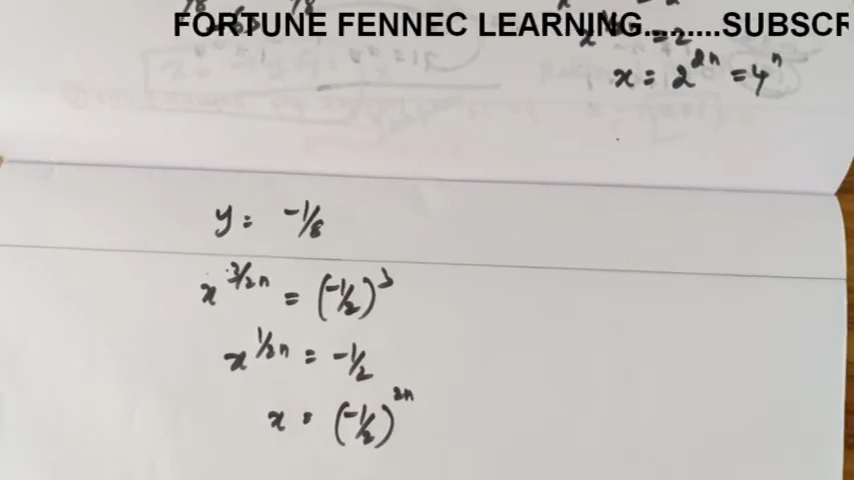 FORTUNE FENNEC LEARNING.........SUBSCR
x = 2^2n = 4^n
y = -1/8
x^3/2n = (-1/2)^3
x^1/2n = -1/2
x = (-1/2)^2n